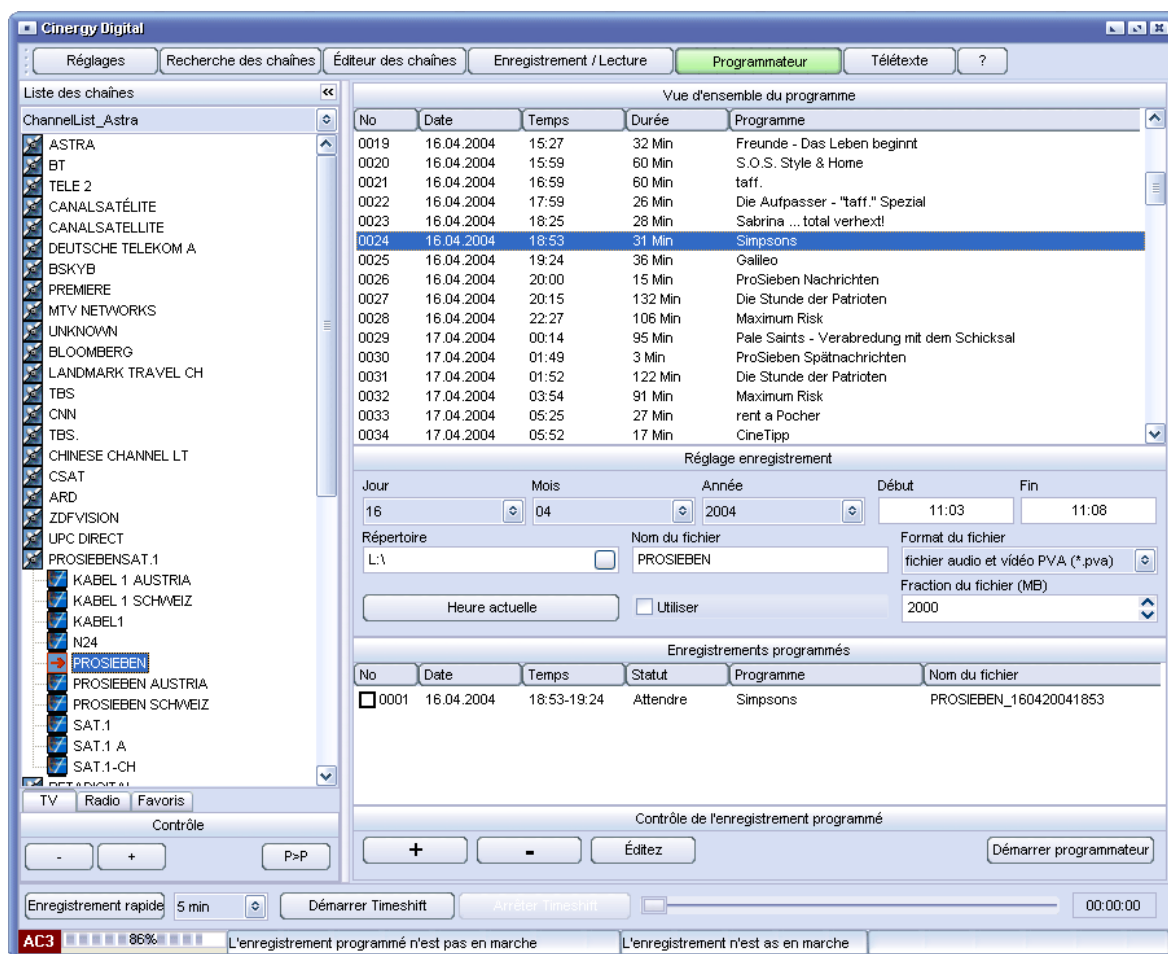 Cinergy Digital
Réglages
Recherche des chaînes
Éditeur des chaînes
Enregistrement / Lecture
Programmateur
Télétexte
?
Liste des chaînes
ChannelList_Astra
ASTRA
BT
TELE 2
CANALSATÉLITE
CANALSATELLITE
DEUTSCHE TELEKOM A
BSKYB
PREMIERE
MTV NETWORKS
UNKNOWN
BLOOMBERG
LANDMARK TRAVEL CH
TBS
CNN
TBS.
CHINESE CHANNEL LT
CSAT
ARD
ZDFVISION
UPC DIRECT
PROSIEBENSAT.1
KABEL 1 AUSTRIA
KABEL 1 SCHWEIZ
KABEL1
N24
PROSIEBEN
PROSIEBEN AUSTRIA
PROSIEBEN SCHWEIZ
SAT.1
SAT.1 A
SAT.1-CH
TV Radio Favoris
Contrôle
- + P>P
Vue d'ensemble du programme
No Date Temps Durée Programme
0019 16.04.2004 15:27 32 Min Freunde - Das Leben beginnt
0020 16.04.2004 15:59 60 Min S.O.S. Style & Home
0021 16.04.2004 16:59 60 Min taff.
0022 16.04.2004 17:59 26 Min Die Aufpasser - "taff." Spezial
0023 16.04.2004 18:25 28 Min Sabrina ... total verhext!
0024 16.04.2004 18:53 31 Min Simpsons
0025 16.04.2004 19:24 36 Min Galileo
0026 16.04.2004 20:00 15 Min ProSieben Nachrichten
0027 16.04.2004 20:15 132 Min Die Stunde der Patrioten
0028 16.04.2004 22:27 106 Min Maximum Risk
0029 17.04.2004 00:14 95 Min Pale Saints - Verabredung mit dem Schicksal
0030 17.04.2004 01:49 3 Min ProSieben Spätnachrichten
0031 17.04.2004 01:52 122 Min Die Stunde der Patrioten
0032 17.04.2004 03:54 91 Min Maximum Risk
0033 17.04.2004 05:25 27 Min rent a Pocher
0034 17.04.2004 05:52 17 Min CineTipp
Réglage enregistrement
Jour Mois Année Début Fin
16 04 2004 11:03 11:08
Répertoire Nom du fichier Format du fichier
L:\ PROSIEBEN fichier audio et vídéo PVA (*.pva)
Fraction du fichier (MB)
Heure actuelle Utiliser 2000
Enregistrements programmés
No Date Temps Statut Programme Nom du fichier
0001 16.04.2004 18:53-19:24 Attendre Simpsons PROSIEBEN_160420041853
Contrôle de l'enregistrement programmé
+ - Éditez Démarrer programmateur
Enregistrement rapide 5 min Démarrer Timeshift Arrêter Timeshift 00:00:00
AC3 86% L'enregistrement programmé n'est pas en marche L'enregistrement n'est as en marche